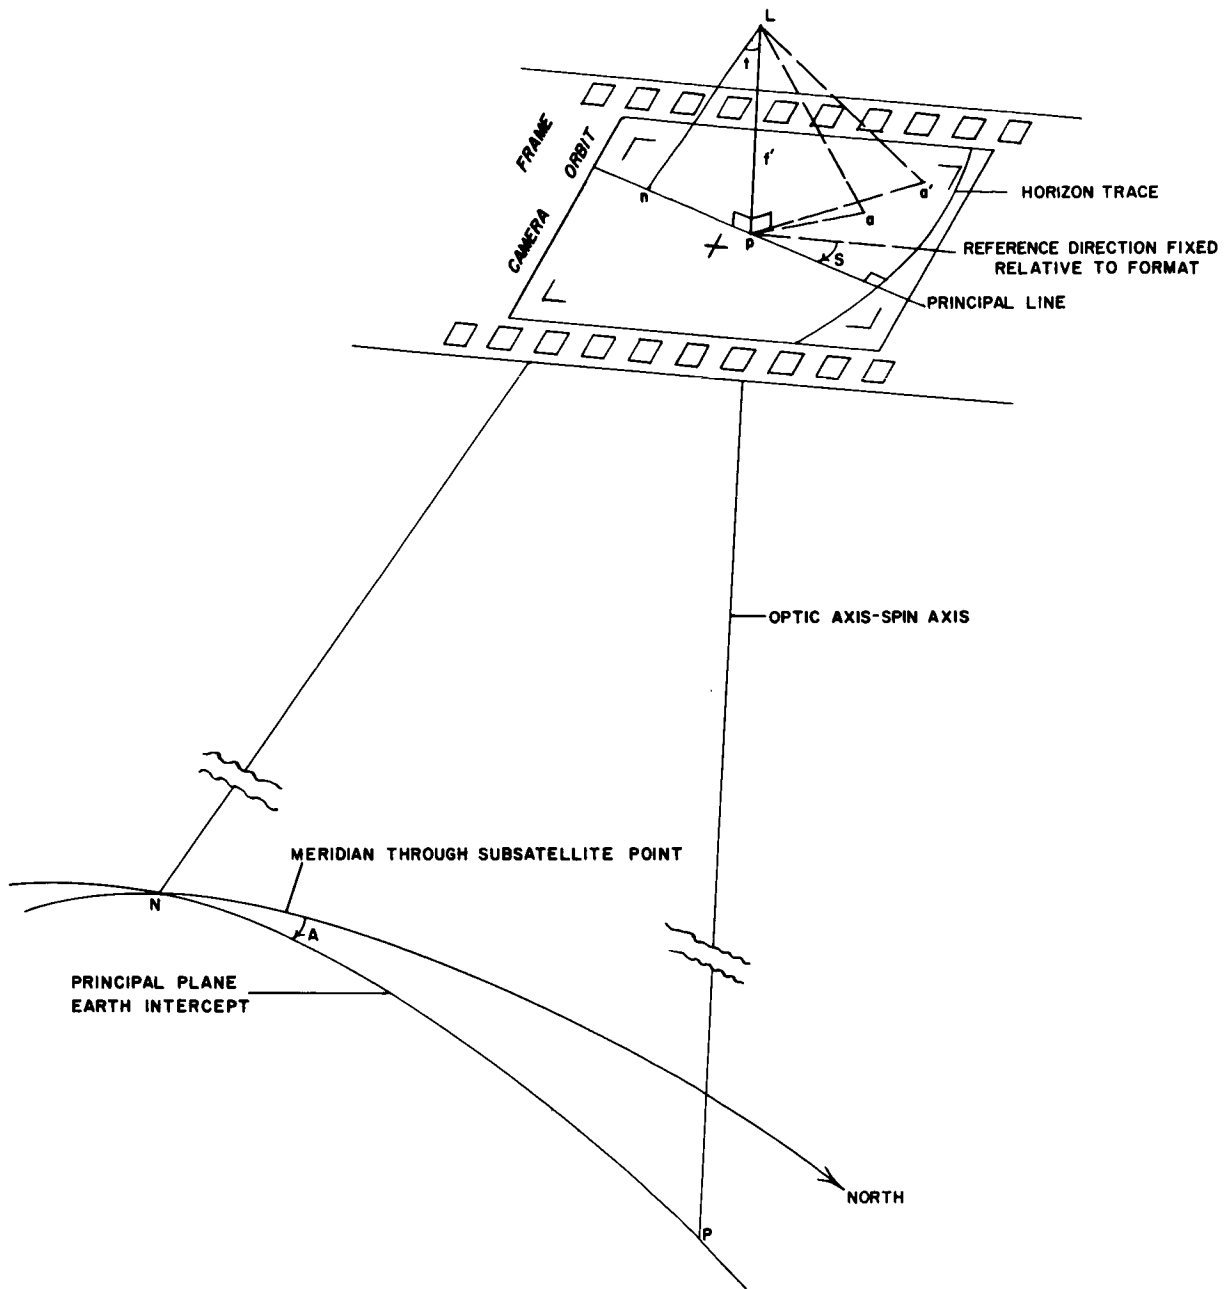 L
t
FRAME
ORBIT
CAMERA
f'
n
a'
a
p
S
HORIZON TRACE
REFERENCE DIRECTION FIXED
RELATIVE TO FORMAT
PRINCIPAL LINE
OPTIC AXIS-SPIN AXIS
MERIDIAN THROUGH SUBSATELLITE POINT
N
A
PRINCIPAL PLANE
EARTH INTERCEPT
NORTH
P